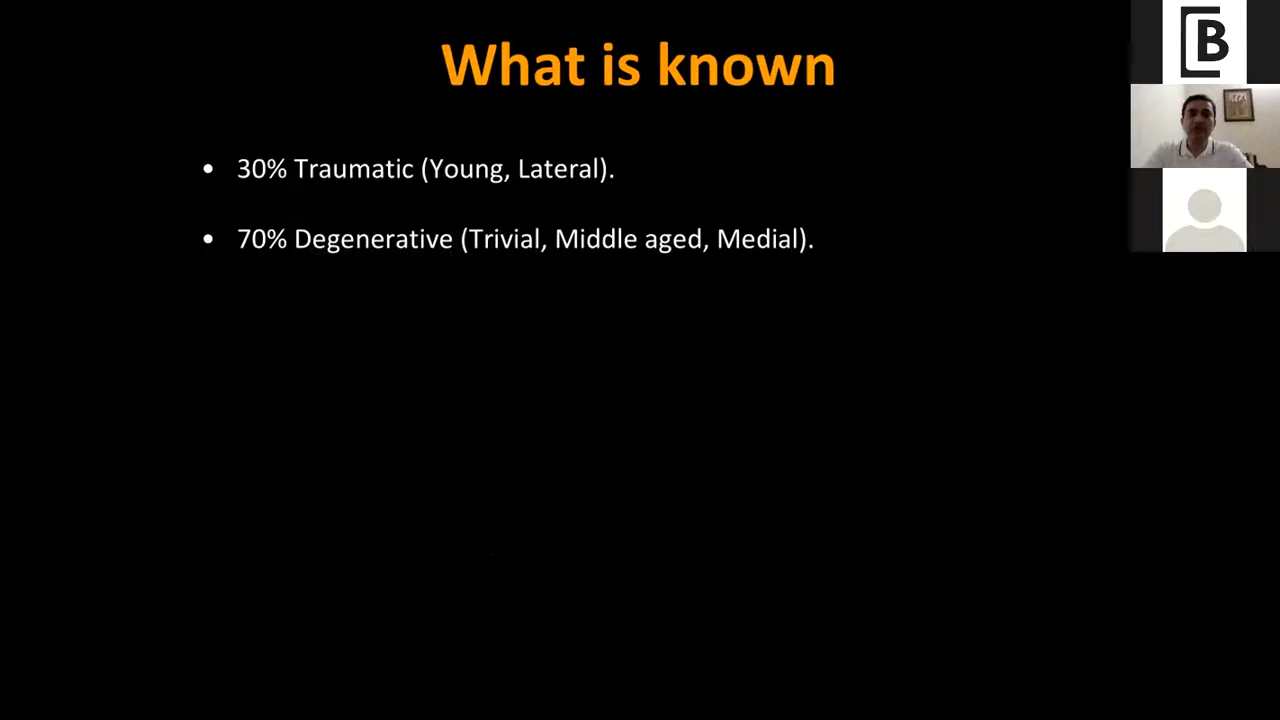 What is known
B
• 30% Traumatic (Young, Lateral).
• 70% Degenerative (Trivial, Middle aged, Medial).